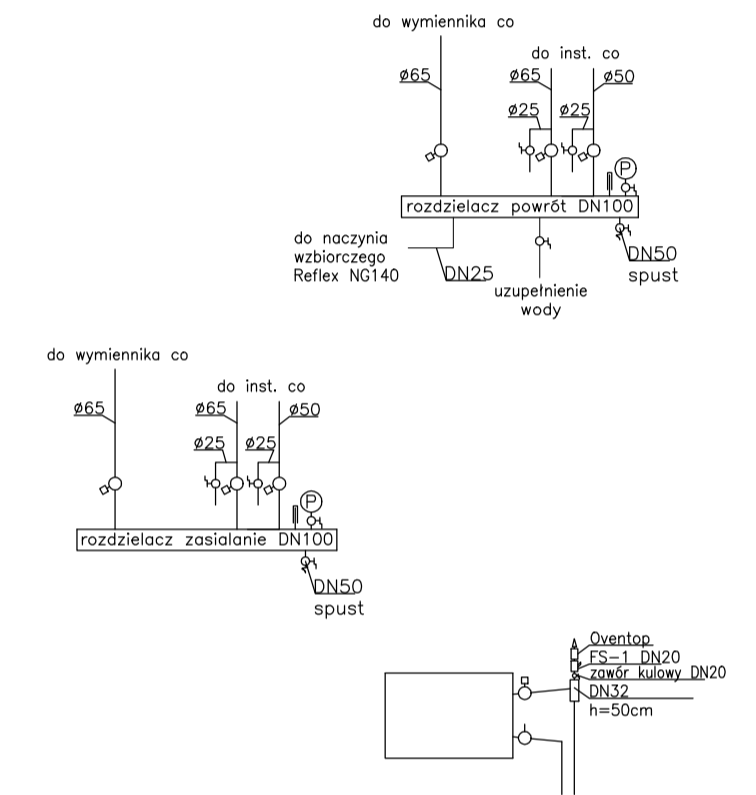 do wymiennika co
do inst. co
Ø65
Ø65
Ø50
Ø25
Ø25
P
rozdzielacz powrót DN100
do naczynia
wzbiorczego
Reflex NG140
DN25
DN50
spust
uzupełnienie
wody
do wymiennika co
do inst. co
Ø65
Ø65
Ø50
Ø25
Ø25
P
rozdzielacz zasialanie DN100
DN50
spust
Oventop
FS-1 DN20
zawór kulowy DN20
DN32
h=50cm